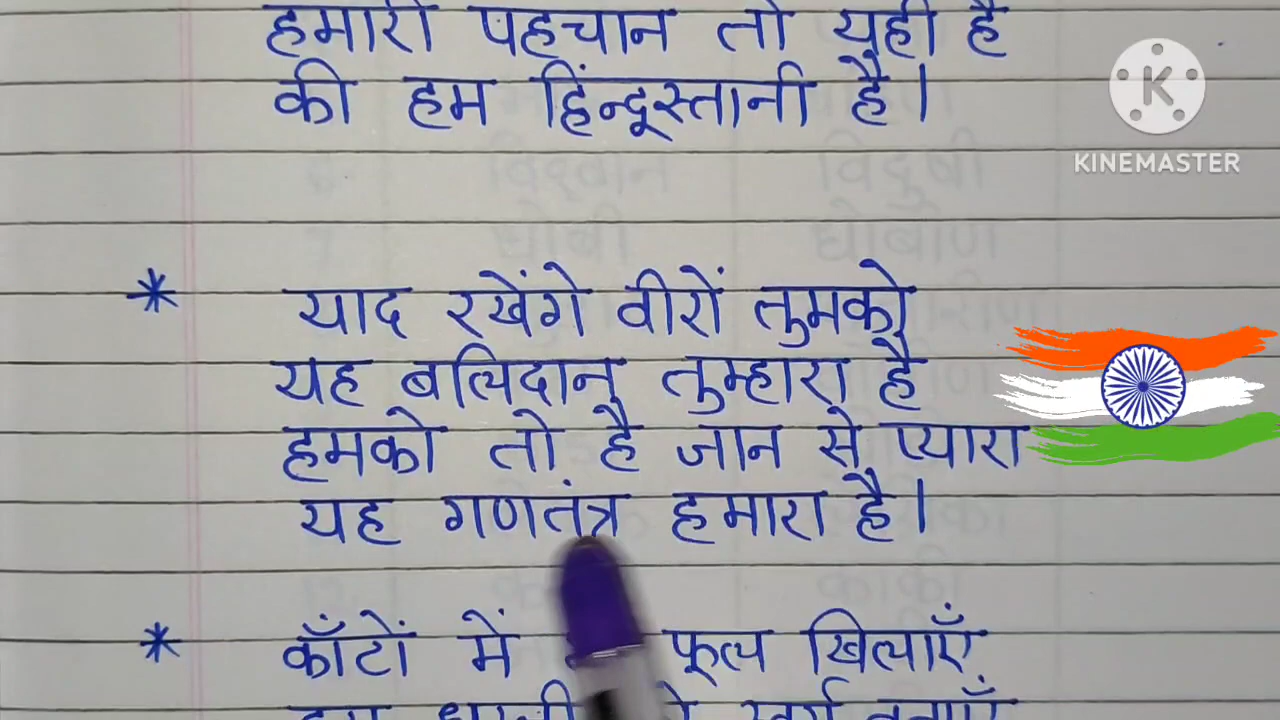 हमारी पहचान तो यही है
की हम हिन्दूस्तानी है।
K
KINEMASTER
* याद रखेंगे वीरों तुमको
यह बलिदान तुम्हारा है
हमको तो है जान से प्यारा
यह गणतंत्र हमारा है।
* काँटों में फूल खिलाएँ